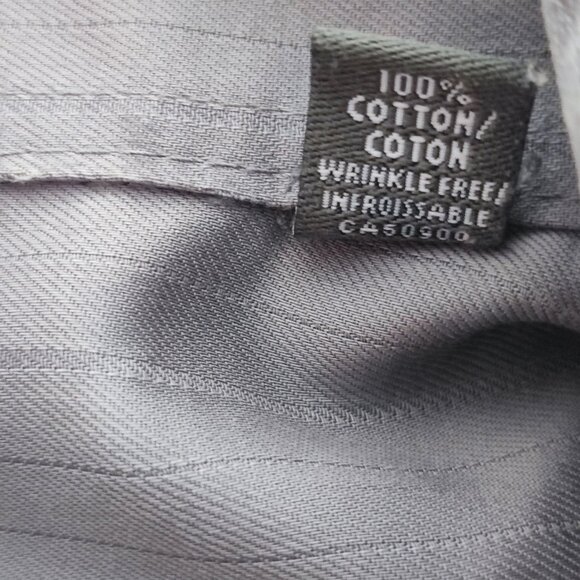 100%
COTTON/
COTON
WRINKLE FREE/
INFROISSABLE
CA50900